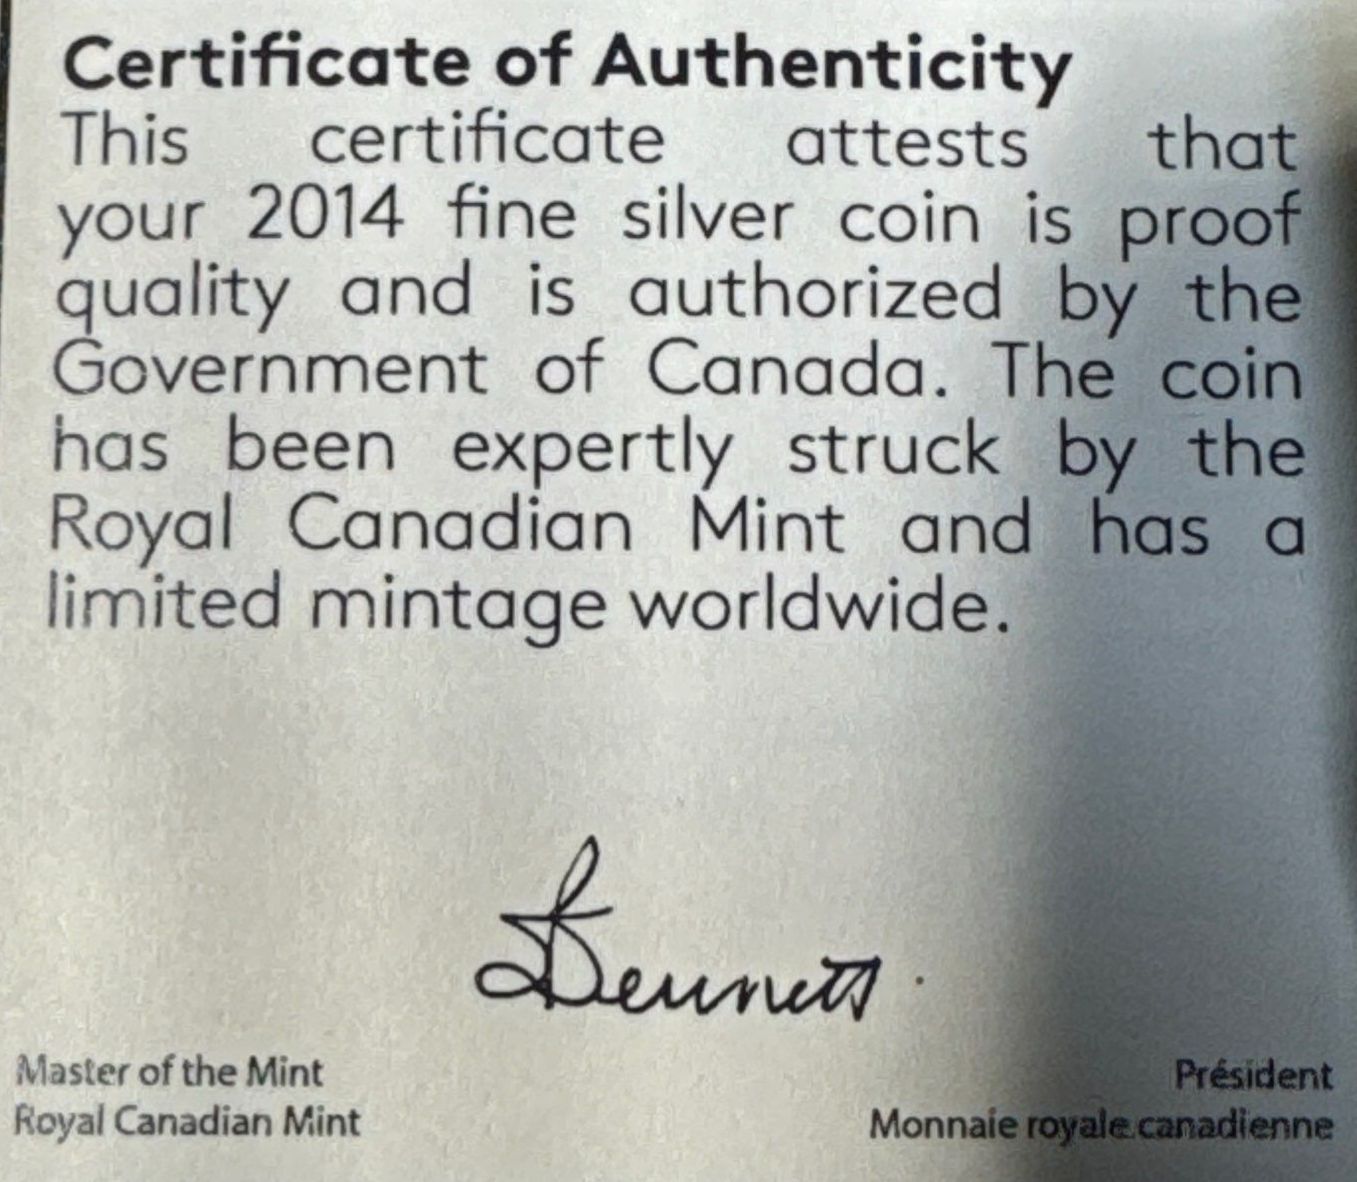 Certificate of Authenticity
This certificate attests that
your 2014 fine silver coin is proof
quality and is authorized by the
Government of Canada. The coin
has been expertly struck by the
Royal Canadian Mint and has a
limited mintage worldwide.
Bennett
Master of the Mint
Royal Canadian Mint
Président
Monnaie royale canadienne